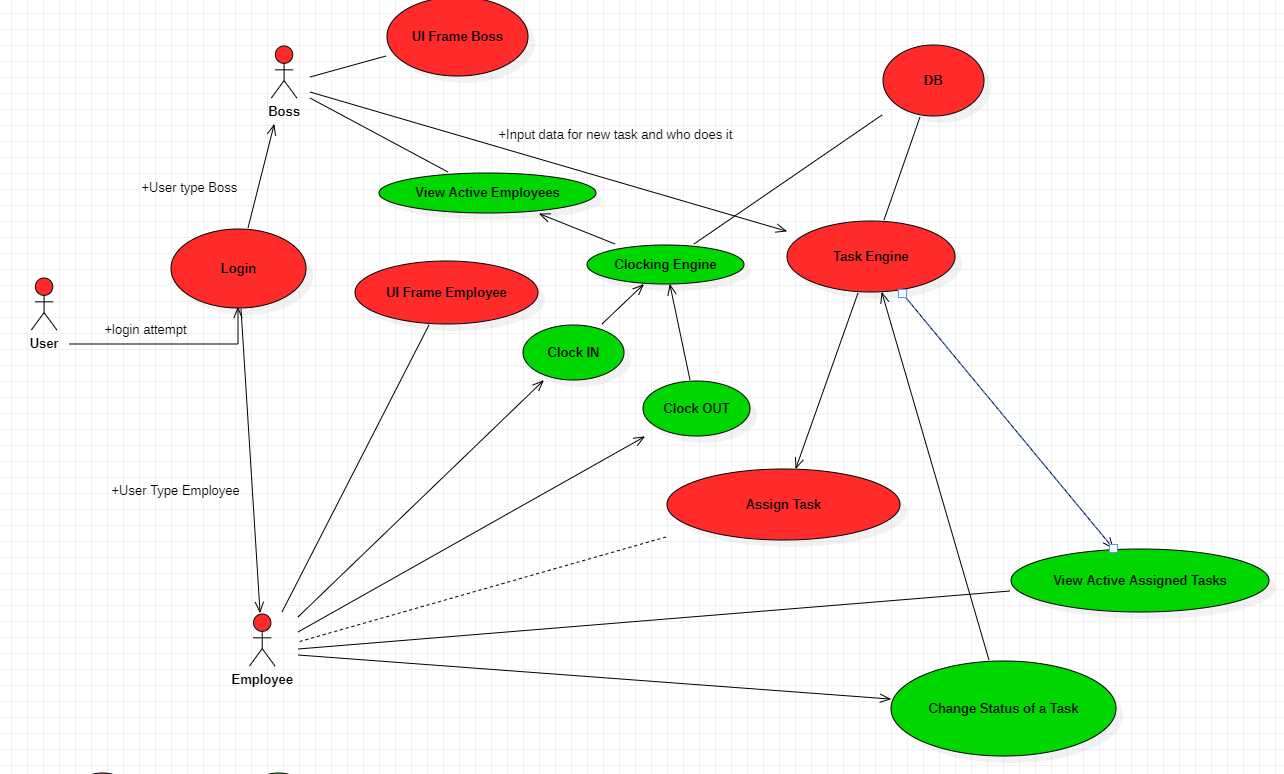 UI Frame Boss
DB
Boss
+Input data for new task and who does it
+User type Boss
View Active Employees
Task Engine
Clocking Engine
Login
UI Frame Employee
+login attempt
User
Clock IN
Clock OUT
+User Type Employee
Assign Task
View Active Assigned Tasks
Employee
Change Status of a Task